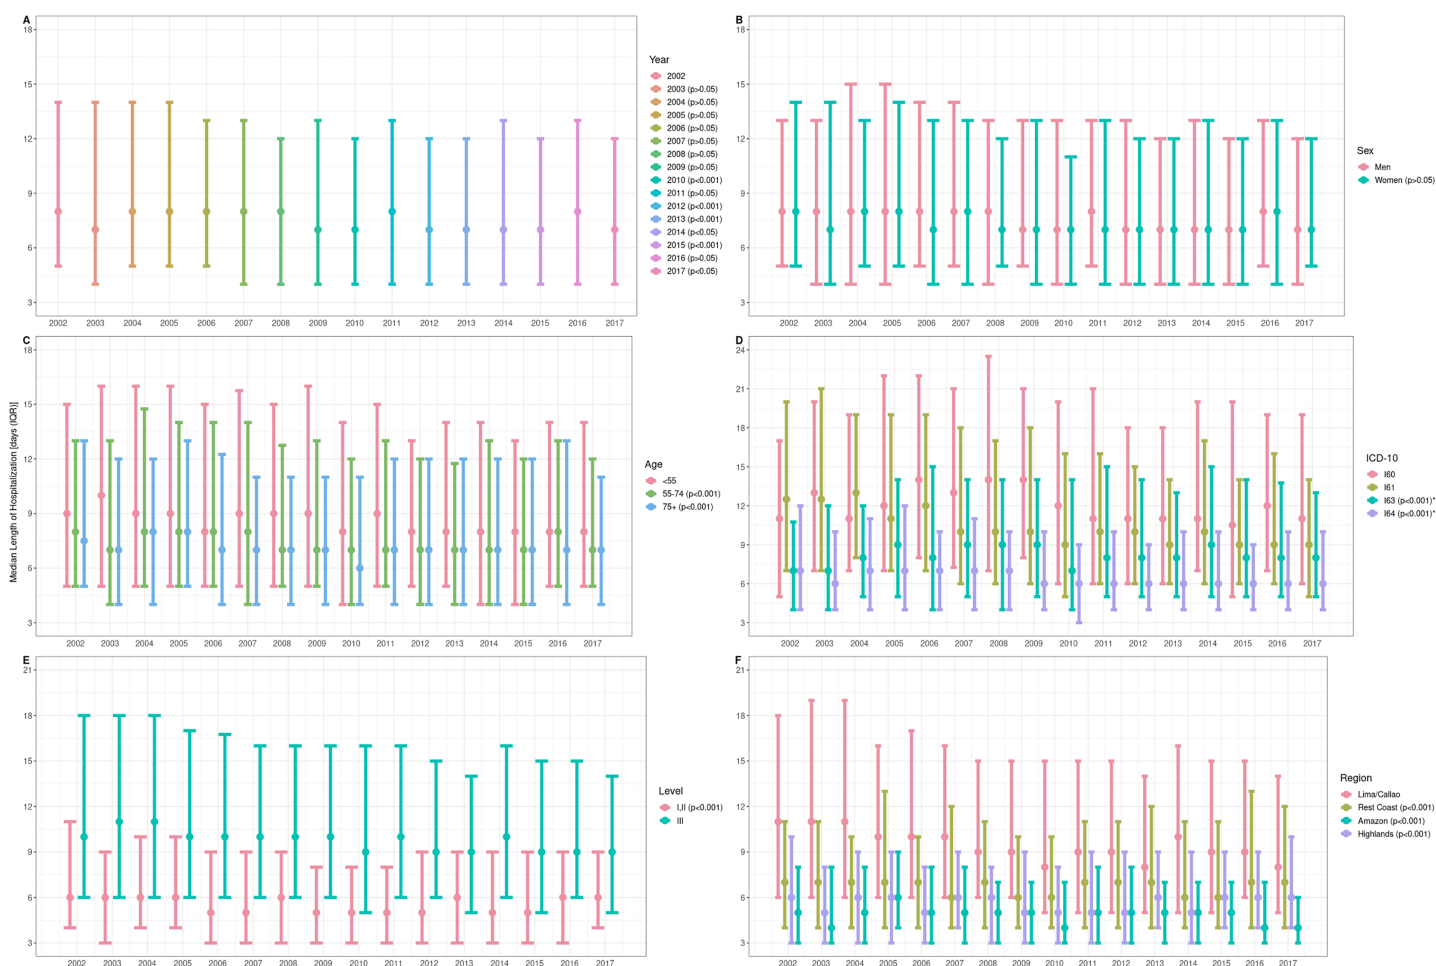 A
18
15
12
9
6
3
2002 2003 2004 2005 2006 2007 2008 2009 2010 2011 2012 2013 2014 2015 2016 2017
Year
2002
2003 (p>0.05)
2004 (p>0.05)
2005 (p>0.05)
2006 (p>0.05)
2007 (p>0.05)
2008 (p>0.05)
2009 (p>0.05)
2010 (p<0.001)
2011 (p>0.05)
2012 (p<0.001)
2013 (p<0.001)
2014 (p<0.05)
2015 (p<0.001)
2016 (p>0.05)
2017 (p<0.05)
B
18
15
12
9
6
3
2002 2003 2004 2005 2006 2007 2008 2009 2010 2011 2012 2013 2014 2015 2016 2017
Sex
Men
Women (p>0.05)
Median Length of Hospitalization [days (IQR)]
C
18
15
12
9
6
3
2002 2003 2004 2005 2006 2007 2008 2009 2010 2011 2012 2013 2014 2015 2016 2017
Age
<55
55-74 (p<0.001)
75+ (p<0.001)
D
24
21
18
15
12
9
6
3
2002 2003 2004 2005 2006 2007 2008 2009 2010 2011 2012 2013 2014 2015 2016 2017
ICD-10
I60
I61
I63 (p<0.001)*
I64 (p<0.001)*
E
21
18
15
12
9
6
3
2002 2003 2004 2005 2006 2007 2008 2009 2010 2011 2012 2013 2014 2015 2016 2017
Level
I,II (p<0.001)
III
F
21
18
15
12
9
6
3
2002 2003 2004 2005 2006 2007 2008 2009 2010 2011 2012 2013 2014 2015 2016 2017
Region
Lima/Callao
Rest Coast (p<0.001)
Amazon (p<0.001)
Highlands (p<0.001)